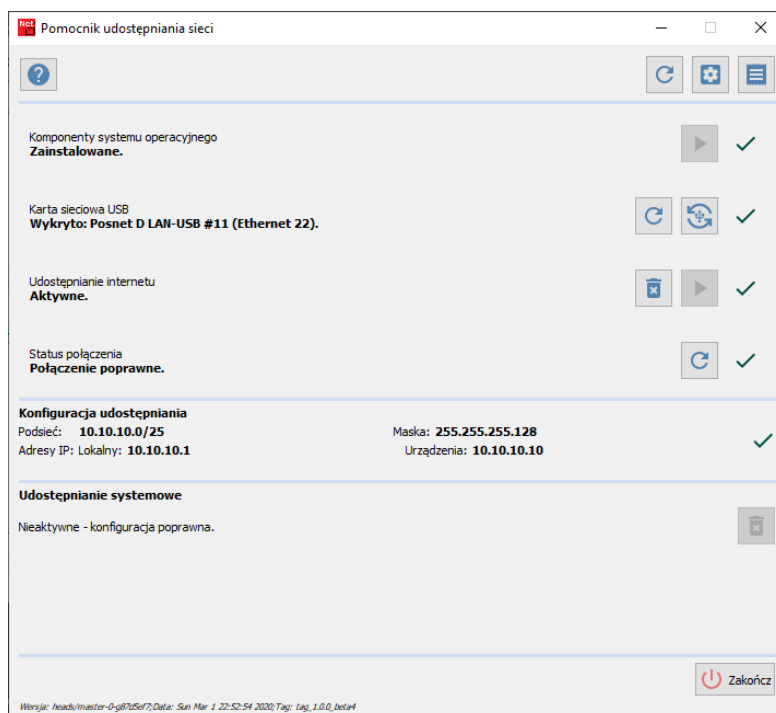 Net
Pomocnik udostępniania sieci
Komponenty systemu operacyjnego
Zainstalowane.
Karta sieciowa USB
Wykryto: Posnet D LAN-USB #11 (Ethernet 22).
Udostępnianie internetu
Aktywne.
Status połączenia
Połączenie poprawne.
Konfiguracja udostępniania
Podsieć: 10.10.10.0/25 Maska: 255.255.255.128
Adresy IP: Lokalny: 10.10.10.1 Urządzenia: 10.10.10.10
Udostępnianie systemowe
Nieaktywne - konfiguracja poprawna.
Zakończ
Wersja: heads/master-0-g87d5ef7;Data: Sun Mar 1 22:52:54 2020;Tag: tag_1.0.0_beta4